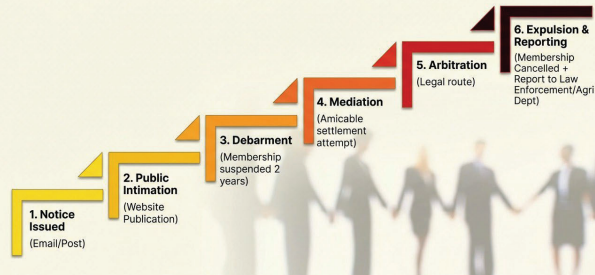 1. Notice
Issued
(Email/Post)
2. Public
Intimation
(Website
Publication)
3. Debarment
(Membership
suspended 2
years)
4. Mediation
(Amicable
settlement
attempt)
5. Arbitration
(Legal route)
6. Expulsion &
Reporting
(Membership
Cancelled +
Report to Law
Enforcement/Agri
Dept)